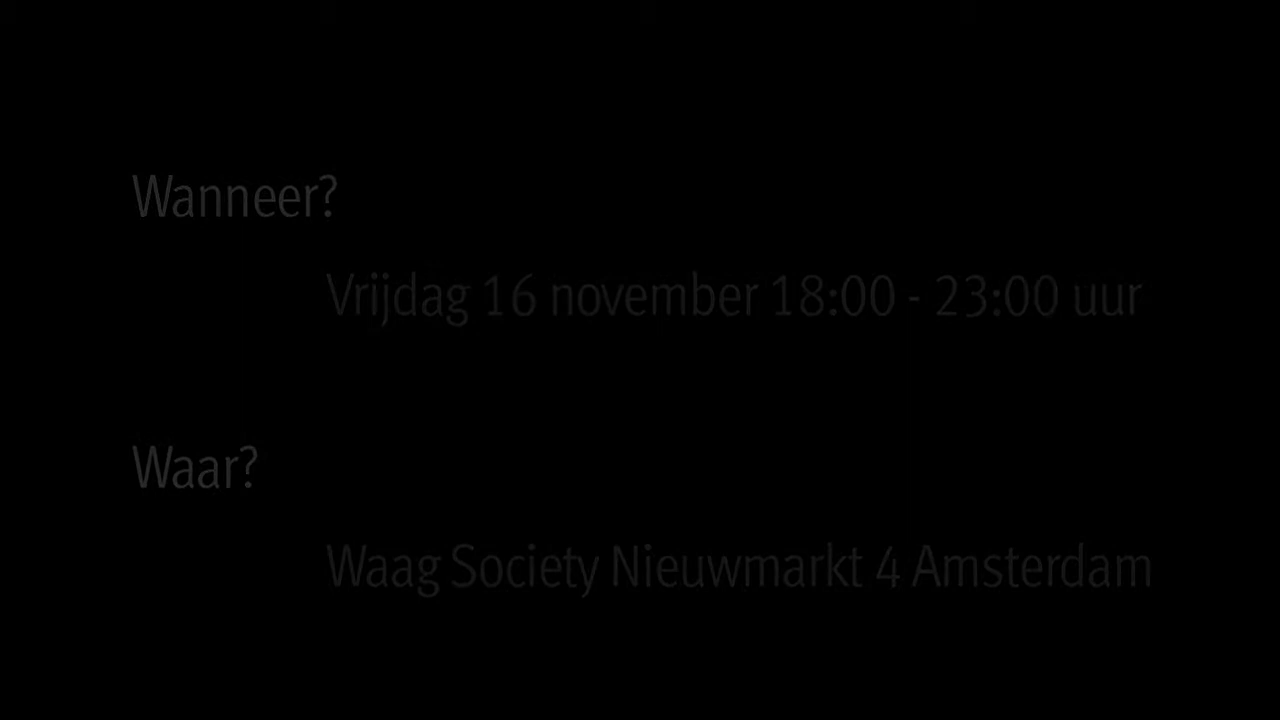 Wanneer?
Vrijdag 16 november 18:00 - 23:00 uur
Waar?
Waag Society Nieuwmarkt 4 Amsterdam